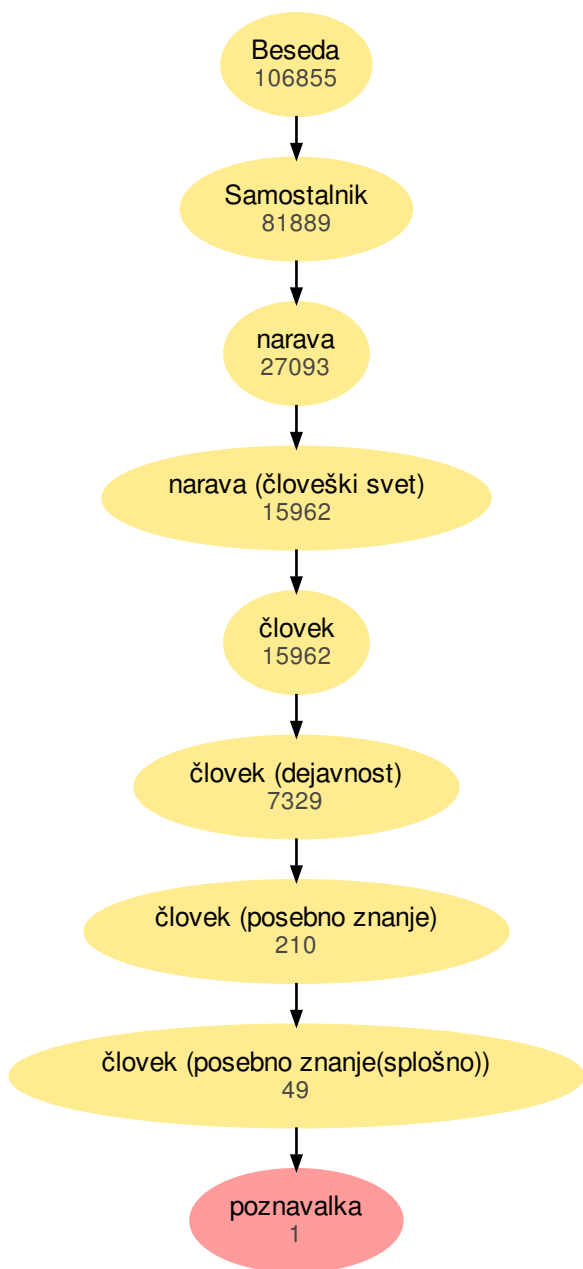 Beseda
106855
Samostalnik
81889
narava
27093
narava (človeški svet)
15962
človek
15962
človek (dejavnost)
7329
človek (posebno znanje)
210
človek (posebno znanje(splošno))
49
poznavalka
1